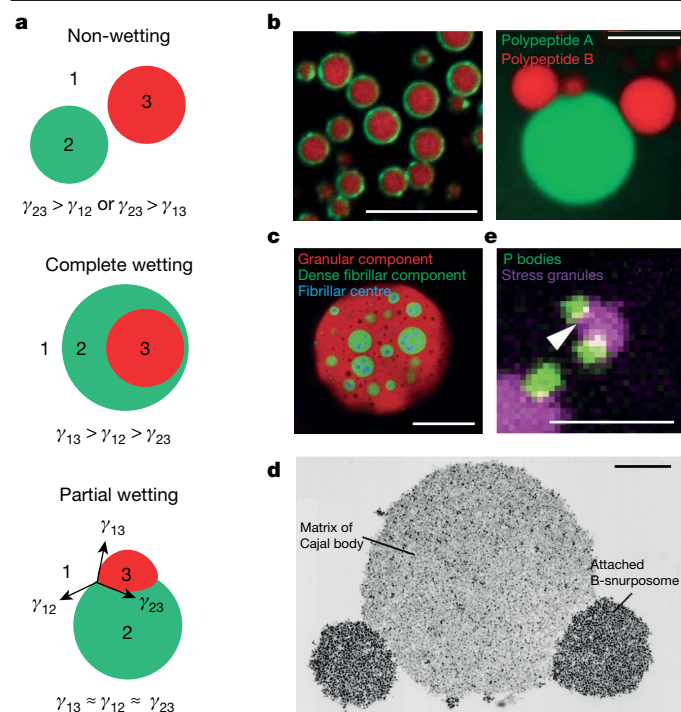 a
Non-wetting
1
3
2
γ23 > γ12 or γ23 > γ13
Complete wetting
1 2 3
γ13 > γ12 > γ23
Partial wetting
γ13
1
3
γ12
γ23
2
γ13 ≈ γ12 ≈ γ23
b
Polypeptide A
Polypeptide B
c
Granular component
Dense fibrillar component
Fibrillar centre
e
P bodies
Stress granules
d
Matrix of
Cajal body
Attached
B-snurposome